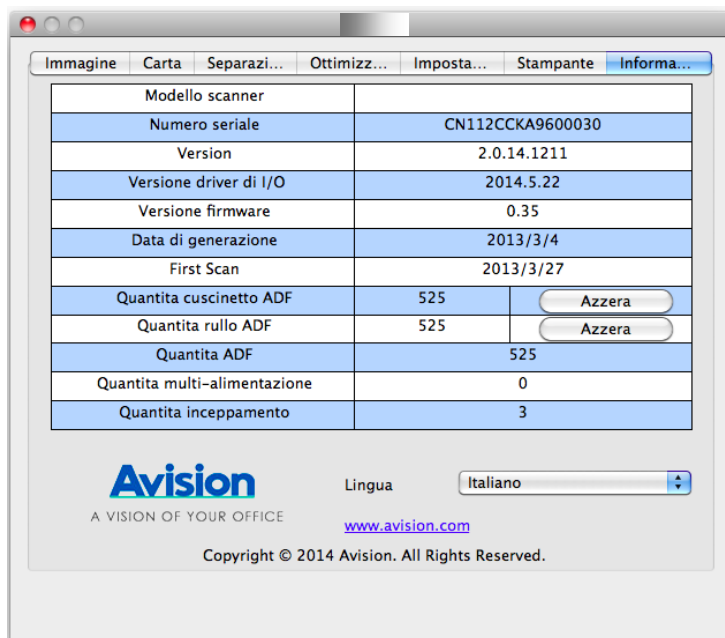 Immagine Carta Separazi... Ottimizz... Imposta... Stampante Informa...
Modello scanner
Numero seriale CN112CCKA9600030
Version 2.0.14.1211
Versione driver di I/O 2014.5.22
Versione firmware 0.35
Data di generazione 2013/3/4
First Scan 2013/3/27
Quantita cuscinetto ADF 525 Azzera
Quantita rullo ADF 525 Azzera
Quantita ADF 525
Quantita multi-alimentazione 0
Quantita inceppamento 3
Avision
A VISION OF YOUR OFFICE
Lingua Italiano
www.avision.com
Copyright © 2014 Avision. All Rights Reserved.